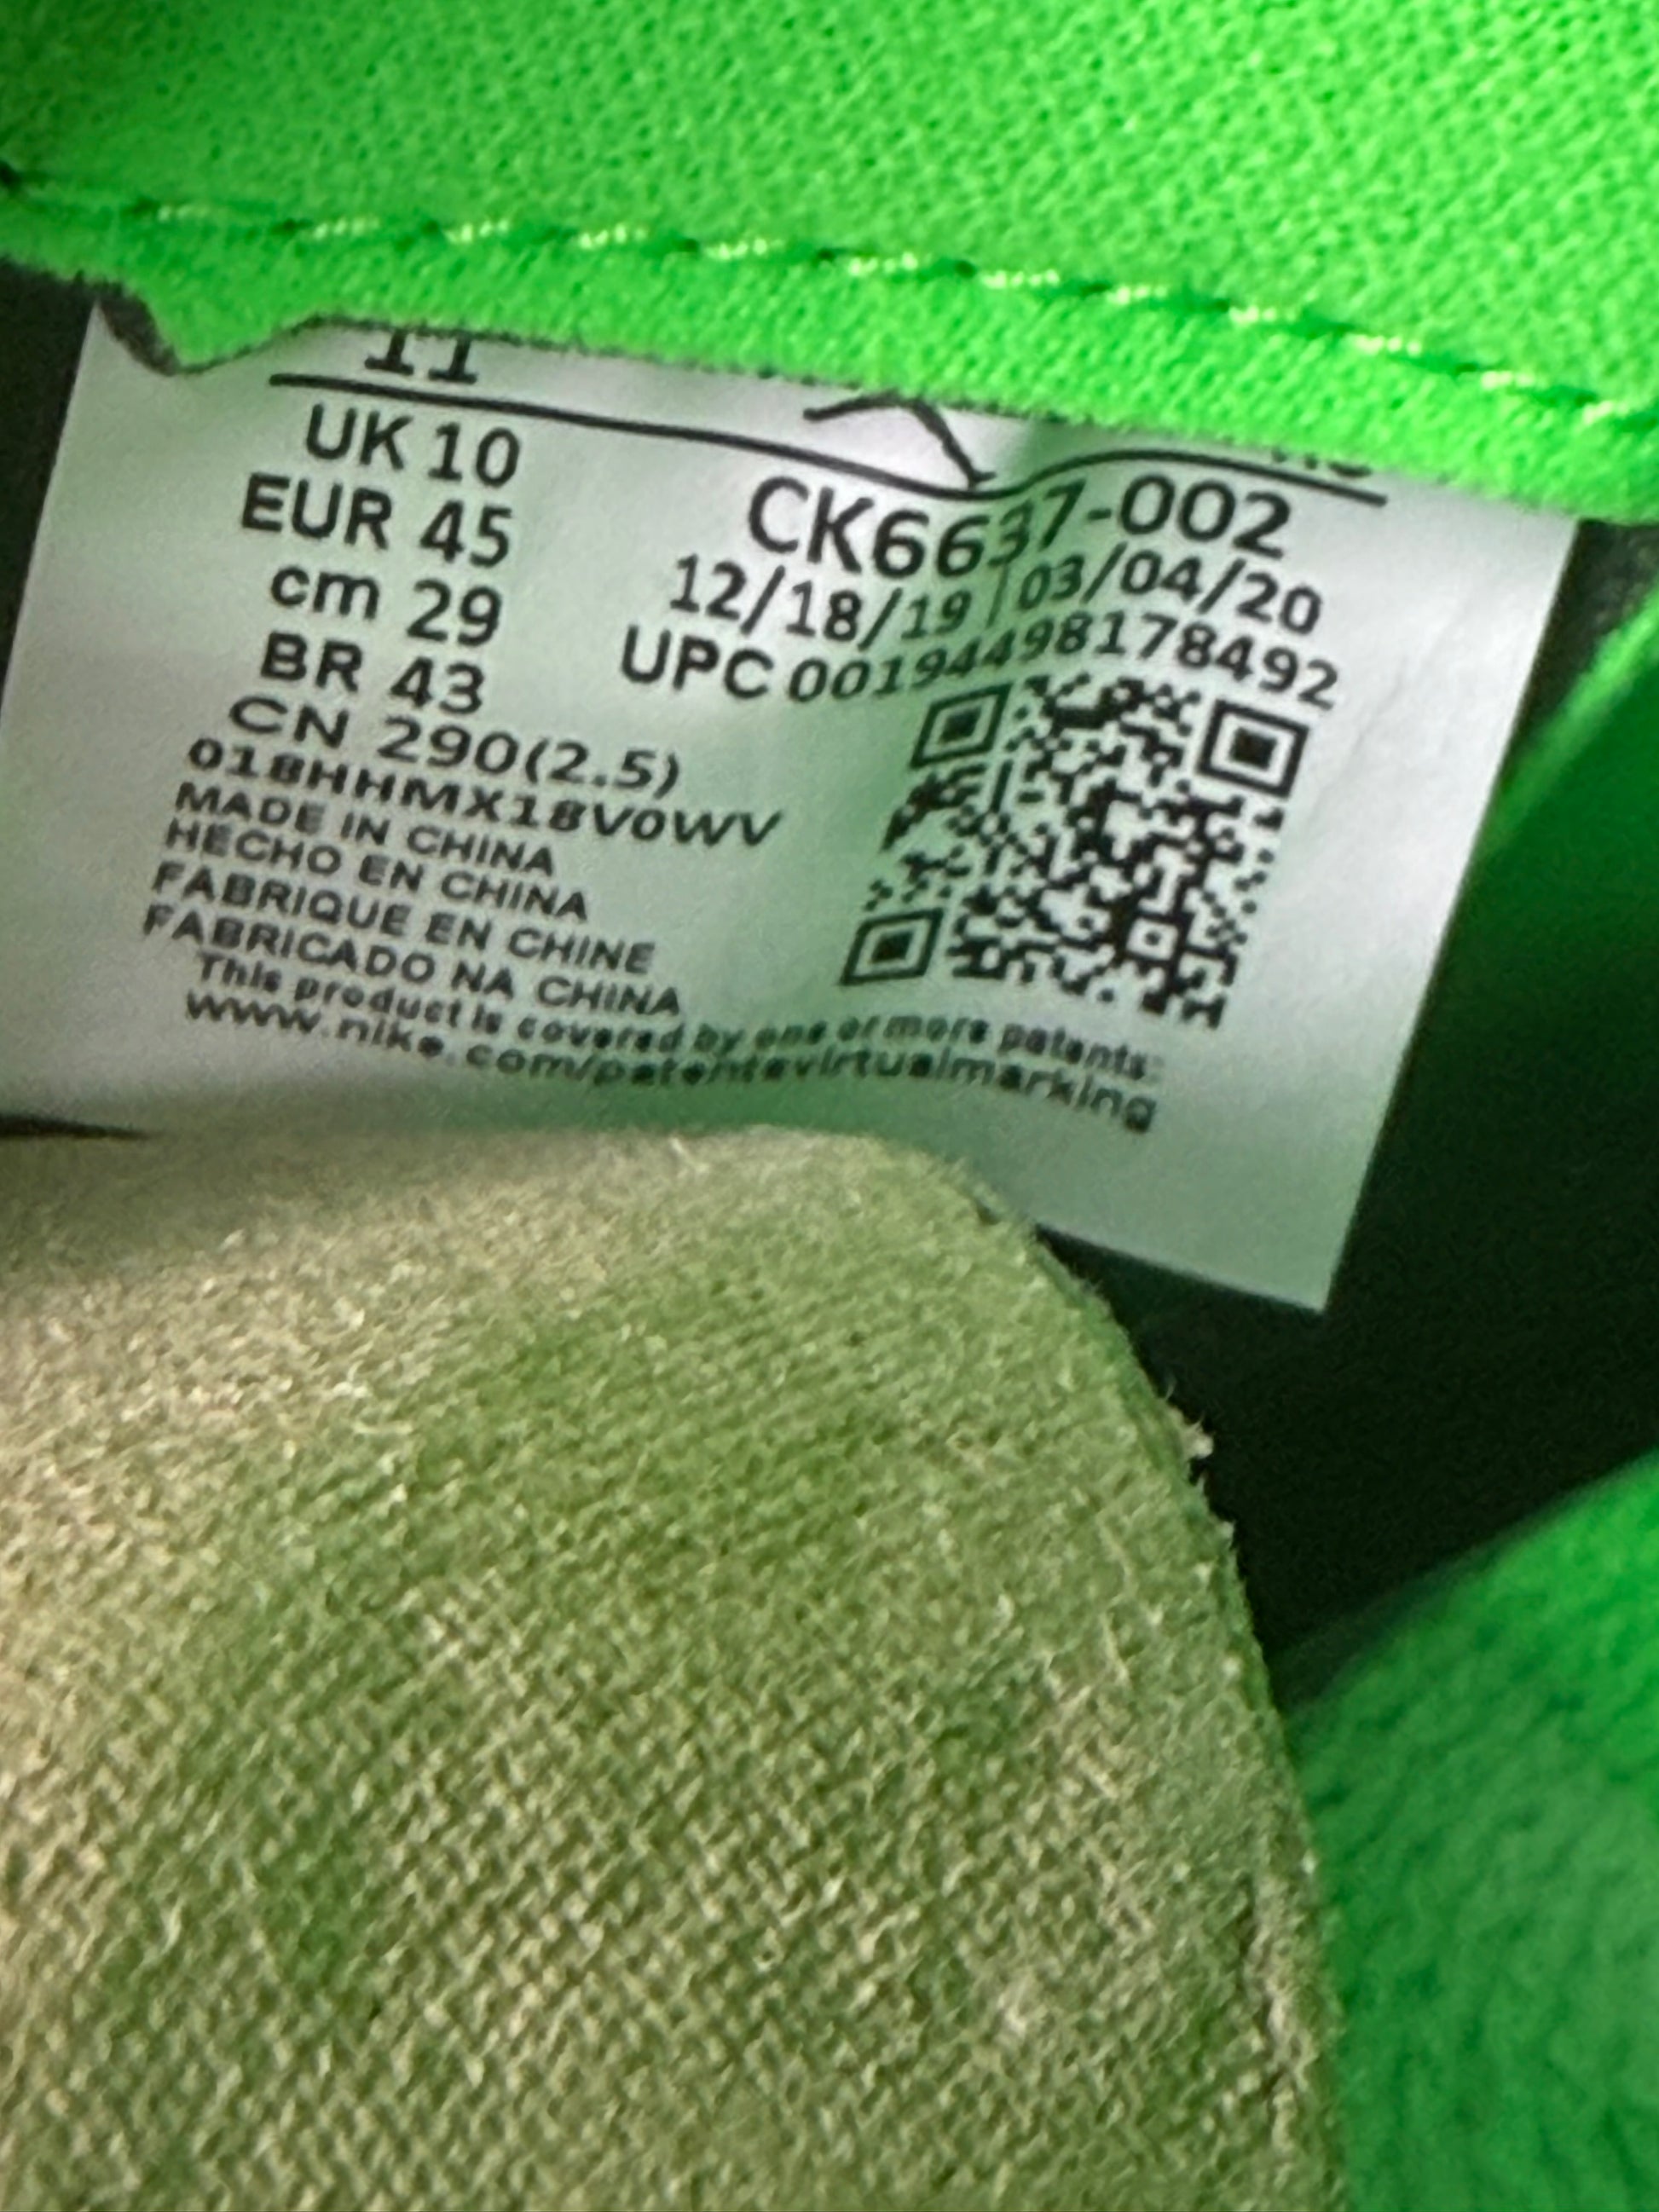 11
UK 10
EUR 45
cm 29
BR 43
CN 290(2.5)
018HHMX18V0WV
MADE IN CHINA
HECHO EN CHINA
FABRIQUE EN CHINE
FABRICADO NA CHINA
CK6637-002
12/18/19 | 03/04/20
UPC 00194498178492
This product is covered by one or more patents:
www.nike.com/patentsvirtualmarking